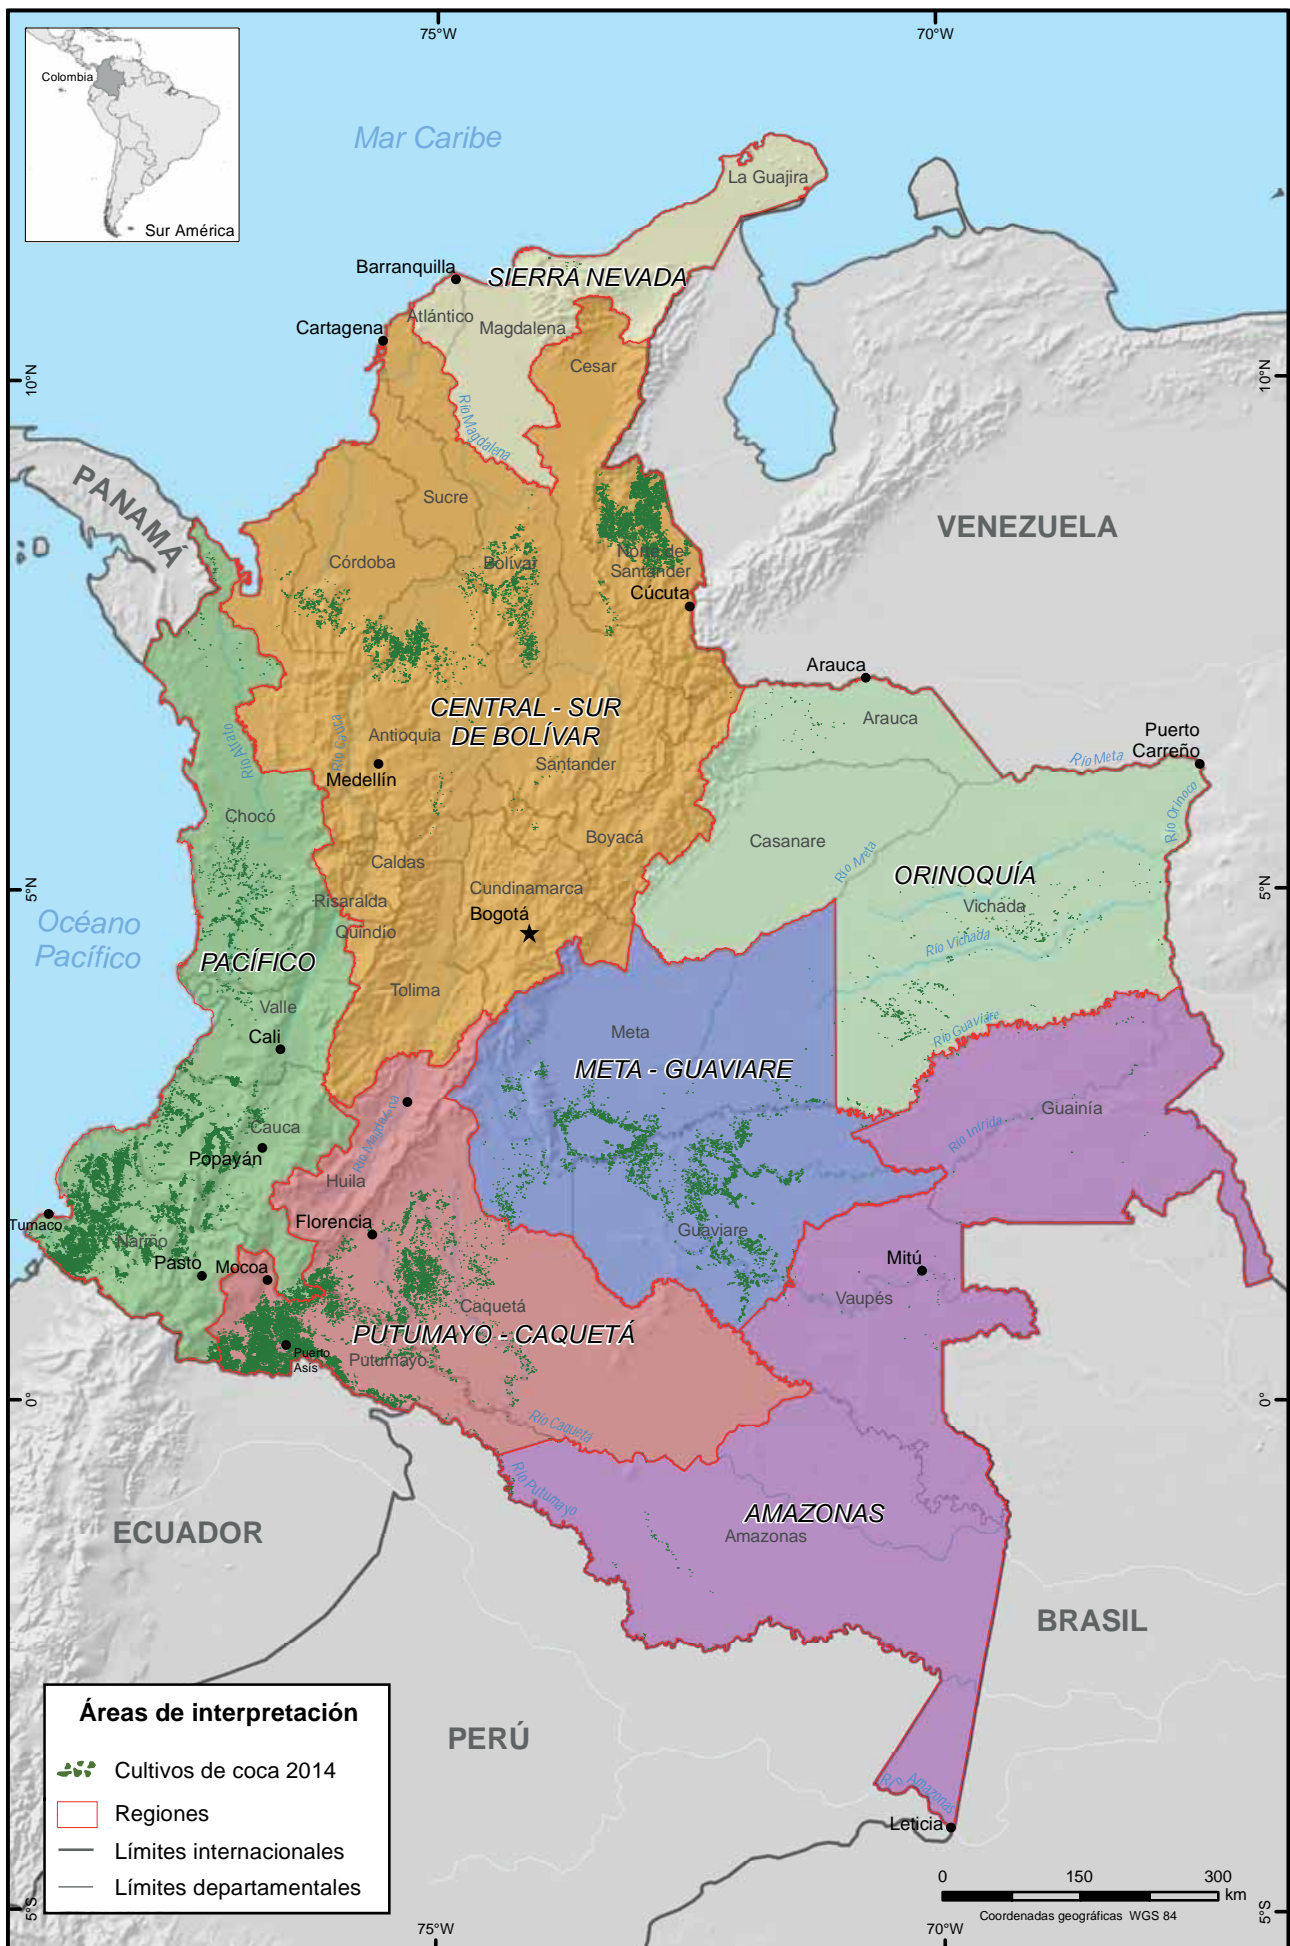 75°W
70°W
Colombia
Sur América
Mar Caribe
La Guajira
Barranquilla
SIERRA NEVADA
Atlántico
Cartagena
Magdalena
Cesar
10°N
10°N
Río Magdalena
PANAMÁ
Sucre
VENEZUELA
Córdoba
Bolívar
Norte de
Santander
Cúcuta
Arauca
Arauca
CENTRAL - SUR
DE BOLÍVAR
Antioquia
Río Cauca
Río Atrato
Santander
Medellín
Puerto
Carreño
Río Meta
Río Orinoco
Chocó
Boyacá
Casanare
Río Meta
Caldas
ORINOQUÍA
5°N
5°N
Cundinamarca
Risaralda
Bogotá
Vichada
Quindío
Río Vichada
Océano
Pacífico
PACÍFICO
Tolima
Valle
Cali
Meta
Río Guaviare
META - GUAVIARE
Guainía
Río Inírida
Cauca
Popayán
Río Magdalena
Huila
Tumaco
Florencia
Nariño
Guaviare
Pasto
Mocoa
Mitú
Vaupés
Caquetá
PUTUMAYO - CAQUETÁ
Puerto
Asís
Putumayo
0°
0°
Río Caqueta
Río Putumayo
AMAZONAS
Amazonas
ECUADOR
BRASIL
PERÚ
Río Amazonas
Leticia
Áreas de interpretación
Cultivos de coca 2014
Regiones
Límites internacionales
Límites departamentales
0 150 300
km
Coordenadas geográficas WGS 84
5°S
5°S
75°W
70°W